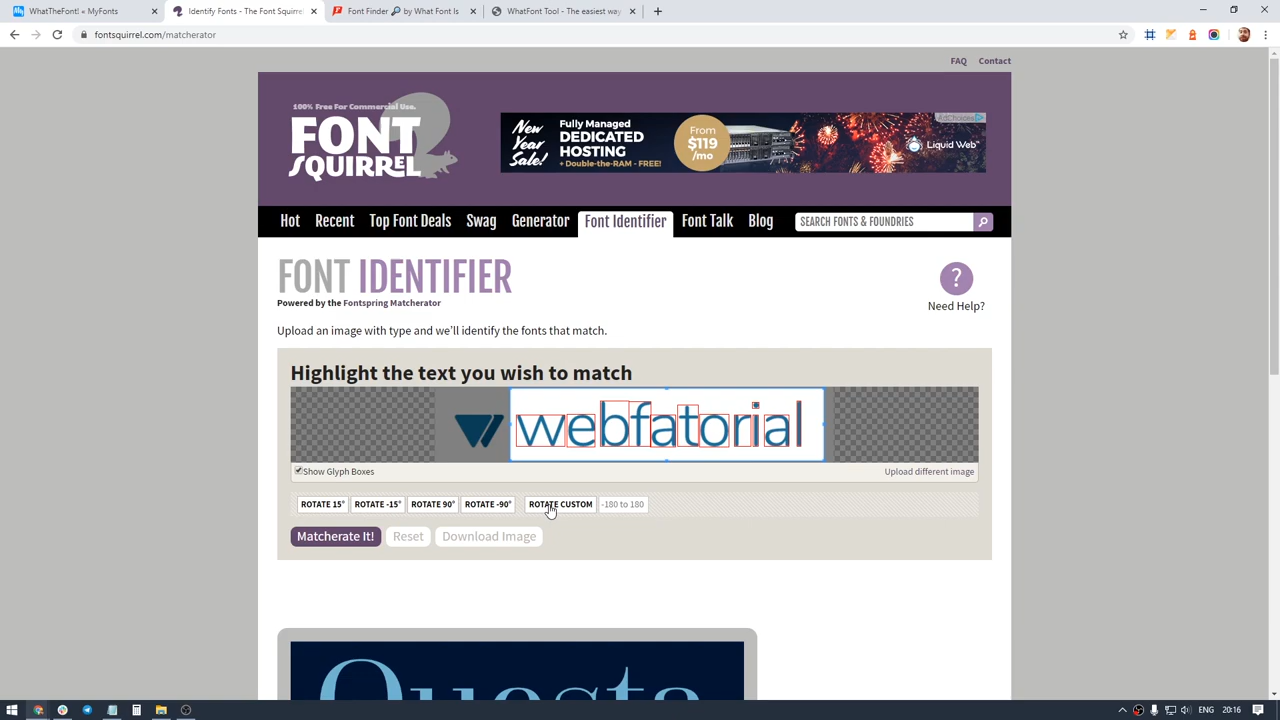 WhatTheFont! « MyFonts
Identify Fonts - The Font Squirrel
Font Finder 🔎 by What Font Is
WhatFont Tool - The easiest way
fontsquirrel.com/matcherator
FAQ Contact
100% Free For Commercial Use.
FONT
SQUIRREL
New
Year
Sale!
Fully Managed
DEDICATED
HOSTING
+ Double-the-RAM - FREE!
From
$119
/mo
AdChoices
Liquid Web
Hot Recent Top Font Deals Swag Generator Font Identifier Font Talk Blog SEARCH FONTS & FOUNDRIES
FONT IDENTIFIER
Powered by the Fontspring Matcherator
?
Need Help?
Upload an image with type and we'll identify the fonts that match.
Highlight the text you wish to match
webfatorial
Show Glyph Boxes
Upload different image
ROTATE 15° ROTATE -15° ROTATE 90° ROTATE -90° ROTATE CUSTOM -180 to 180
Matcherate It! Reset Download Image
Questa
ENG 20:16